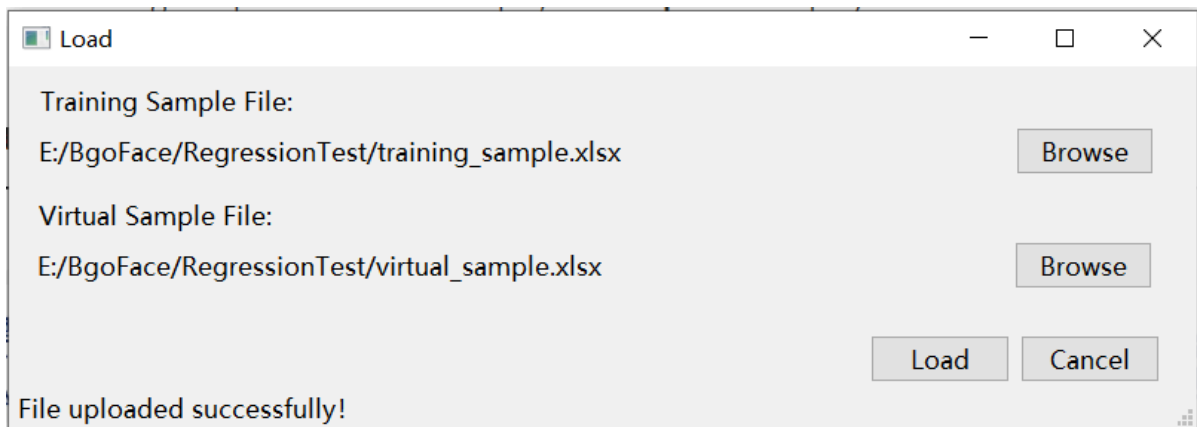 Load
Training Sample File:
E:/BgoFace/RegressionTest/training_sample.xlsx
Browse
Virtual Sample File:
E:/BgoFace/RegressionTest/virtual_sample.xlsx
Browse
Load Cancel
File uploaded successfully!